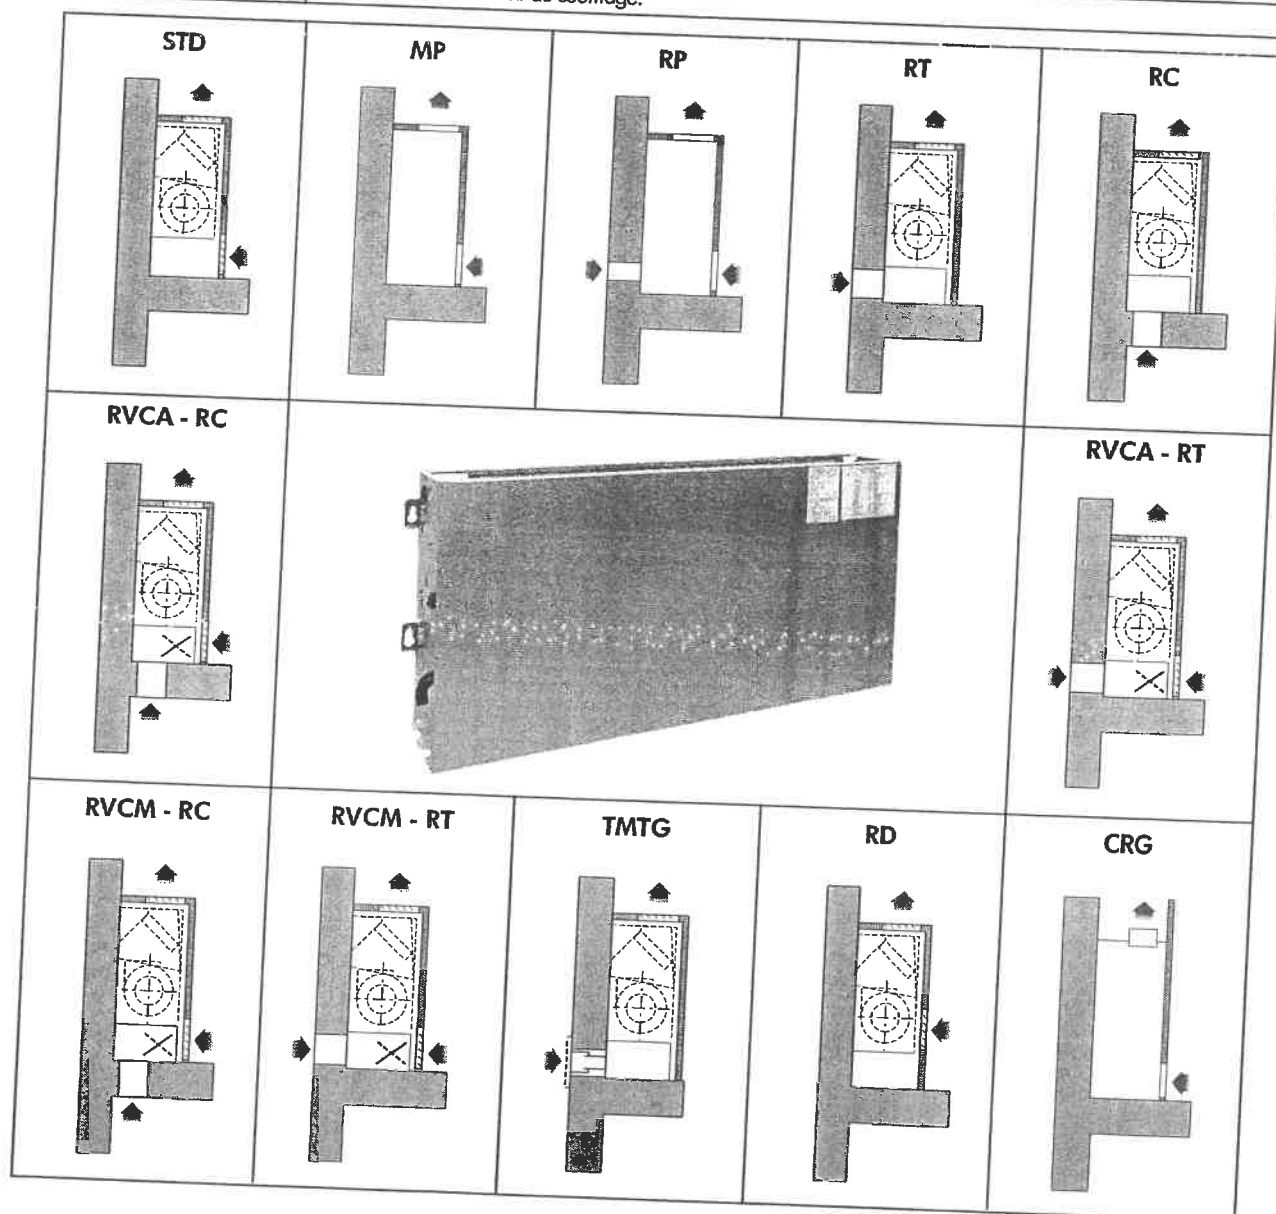 STD
MP
RP
RT
RC
RVCA - RC
RVCA - RT
RVCM - RC
RVCM - RT
TMTG
RD
CRG